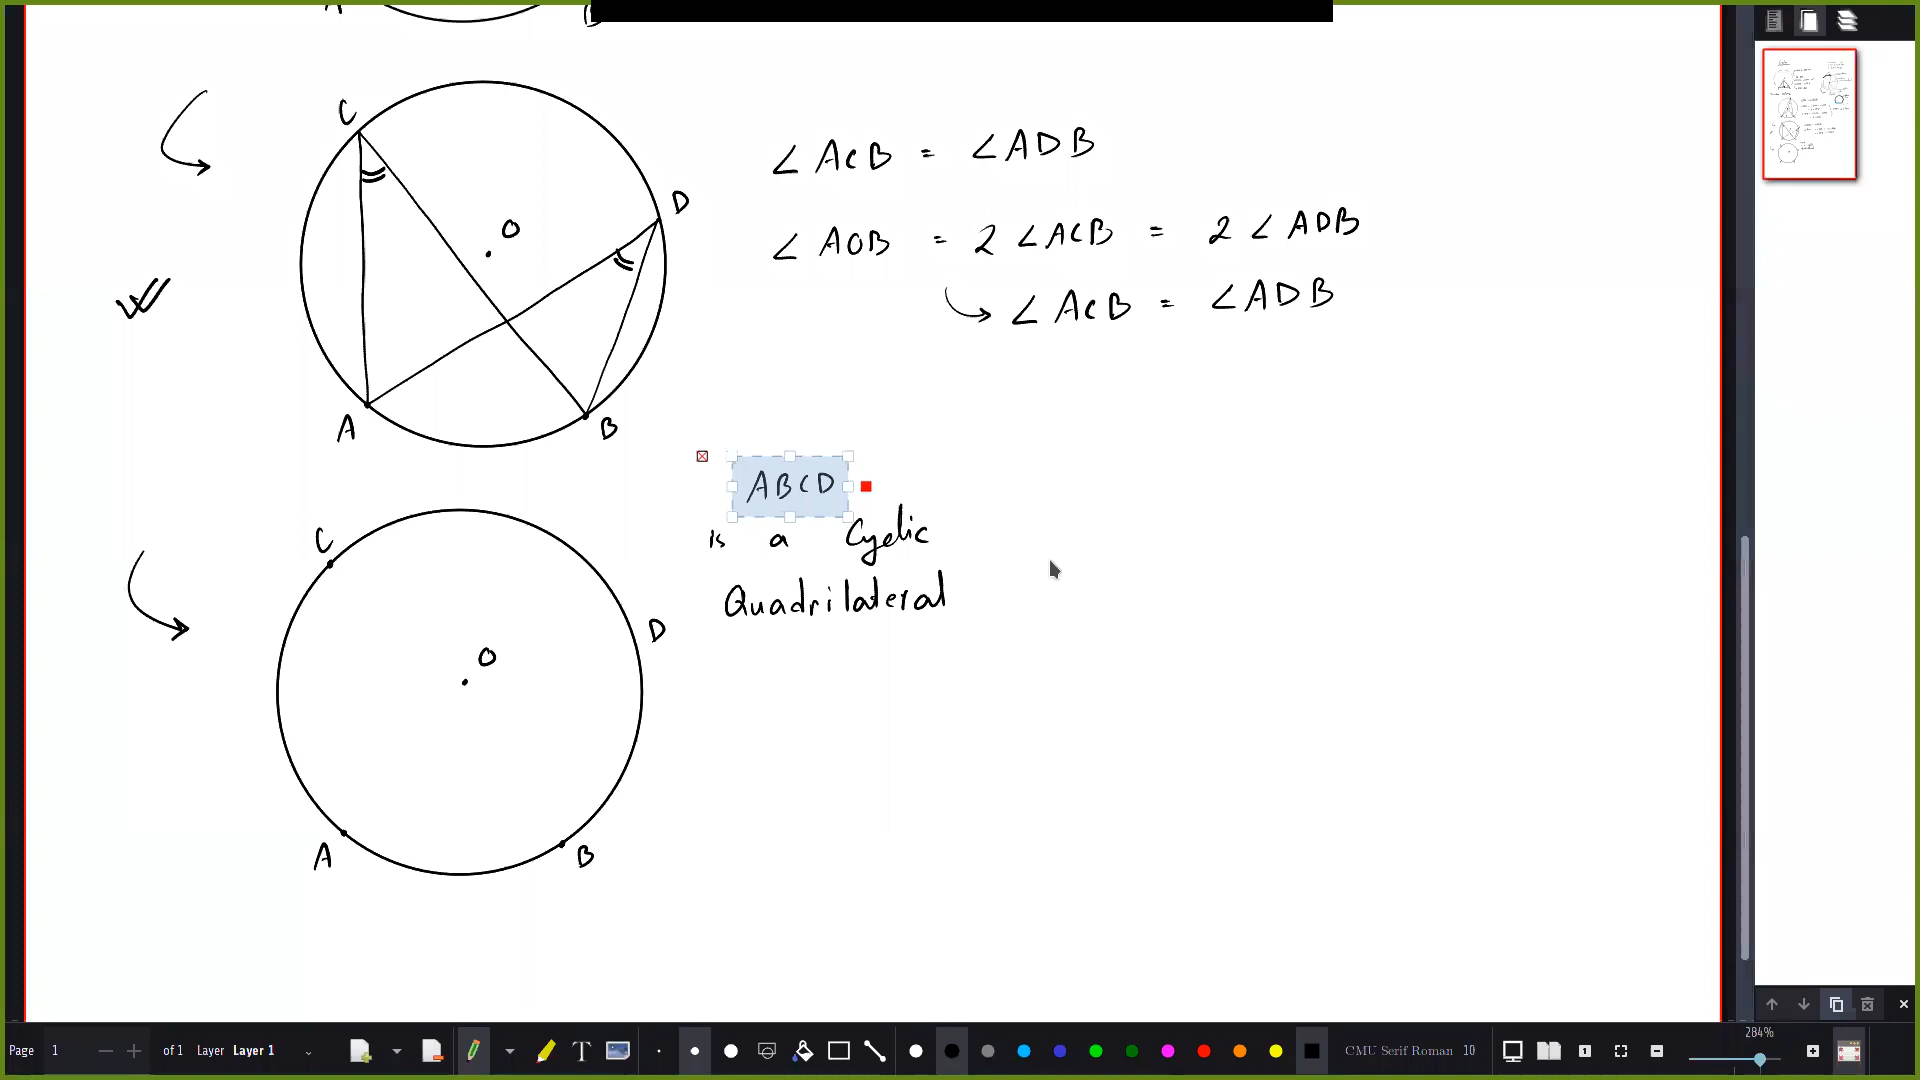 C
D
O
A
B
∠ACB = ∠ADB
∠AOB = 2∠ACB = 2∠ADB
∠ACB = ∠ADB
ABCD
is a Cyclic
Quadrilateral
C
D
O
A
B
284%
Page 1 of 1 Layer Layer 1 CMU Serif Roman 10